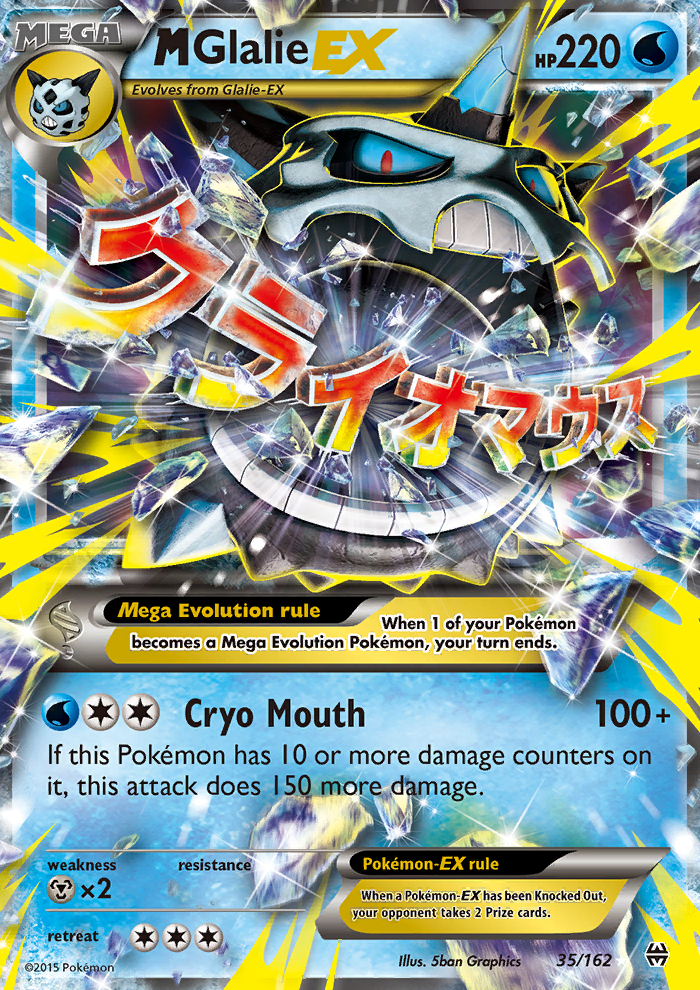 MEGA
MGlalie EX
HP220
Evolves from Glalie-EX
クライオマウス
Mega Evolution rule
When 1 of your Pokémon
becomes a Mega Evolution Pokémon, your turn ends.
Cryo Mouth 100+
If this Pokémon has 10 or more damage counters on
it, this attack does 150 more damage.
weakness resistance
×2
Pokémon-EX rule
When a Pokémon-EX has been Knocked Out,
your opponent takes 2 Prize cards.
retreat
©2015 Pokémon
Illus. 5ban Graphics 35/162